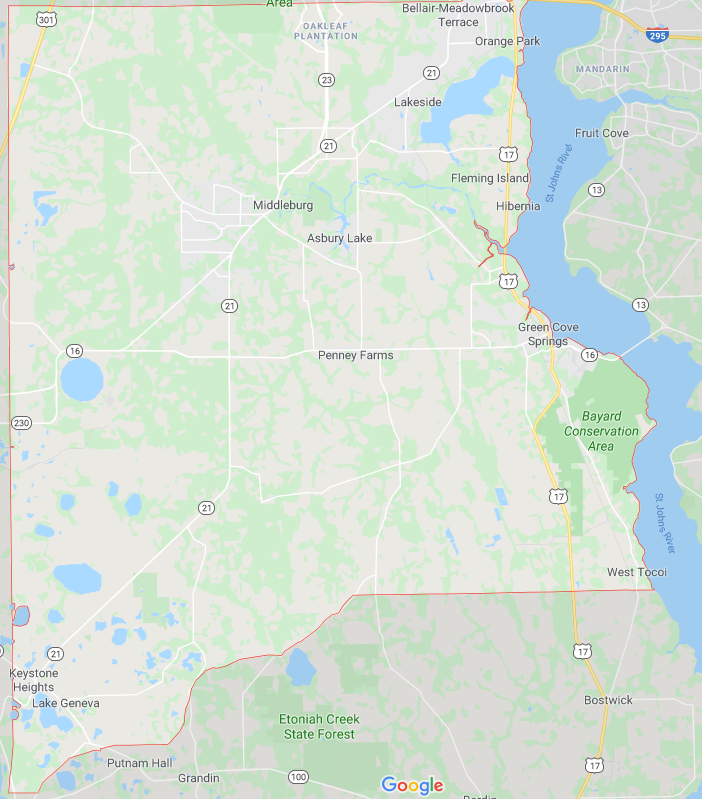 Area
Bellair-Meadowbrook
Terrace
301
OAKLEAF
PLANTATION
295
Orange Park
MANDARIN
23
21
Lakeside
Fruit Cove
21
17
St Johns River
Fleming Island
13
Middleburg
Hibernia
Asbury Lake
17
21
13
Green Cove
Springs
16
Penney Farms
16
230
Bayard
Conservation
Area
17
21
St Johns River
West Tocoi
21
17
Keystone
Heights
Lake Geneva
Bostwick
Etoniah Creek
State Forest
Putnam Hall
17
Grandin
100
Google